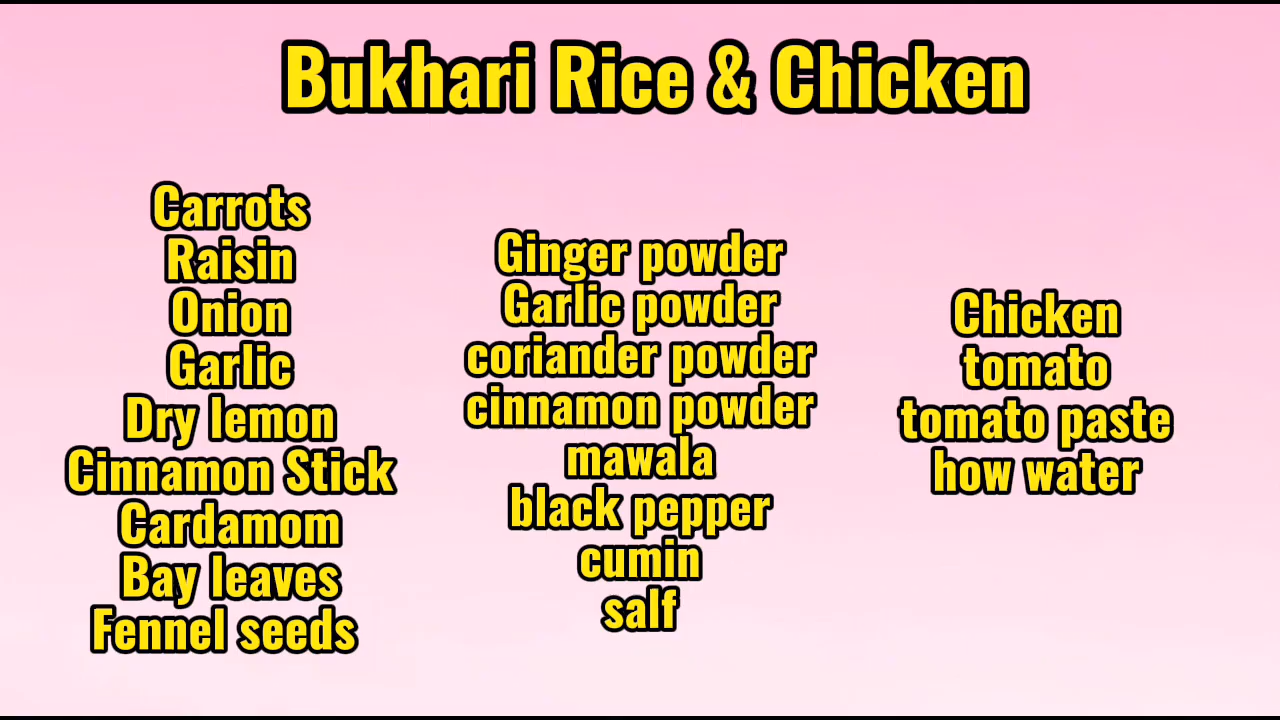 Bukhari Rice & Chicken
Carrots
Raisin
Onion
Garlic
Dry lemon
Cinnamon Stick
Cardamom
Bay leaves
Fennel seeds
Ginger powder
Garlic powder
coriander powder
cinnamon powder
mawala
black pepper
cumin
salf
Chicken
tomato
tomato paste
how water